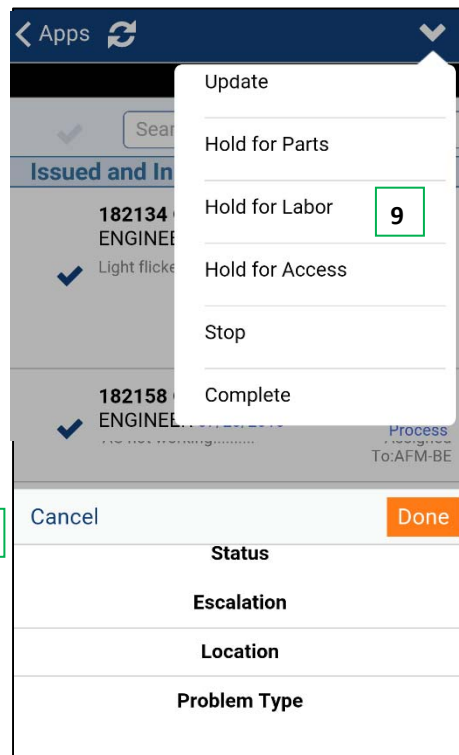 Apps
Update
Sear
Hold for Parts
Issued and In
Hold for Labor
9
182134
ENGINEE
Light flicke
Hold for Access
Stop
182158
Complete
ENGINEE
Process
To:AFM-BE
Cancel
Done
Status
Escalation
Location
Problem Type